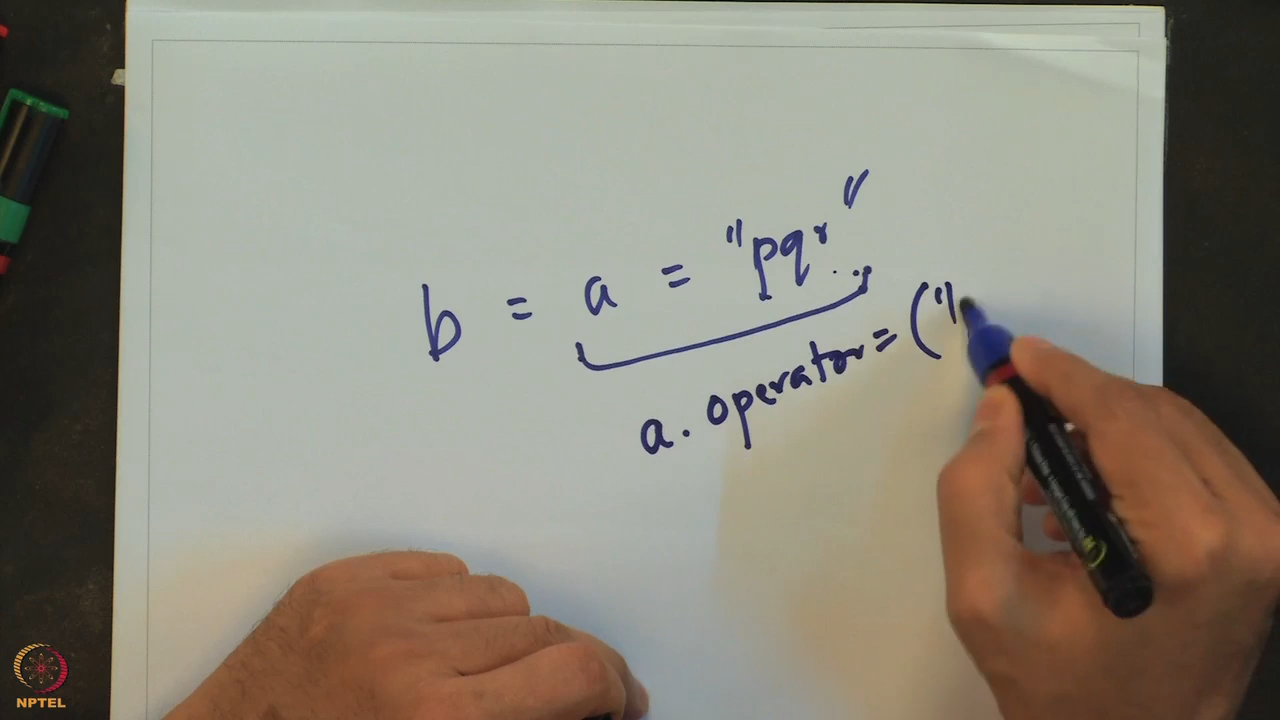 b = a = "pqr"
a.operator=("
NPTEL